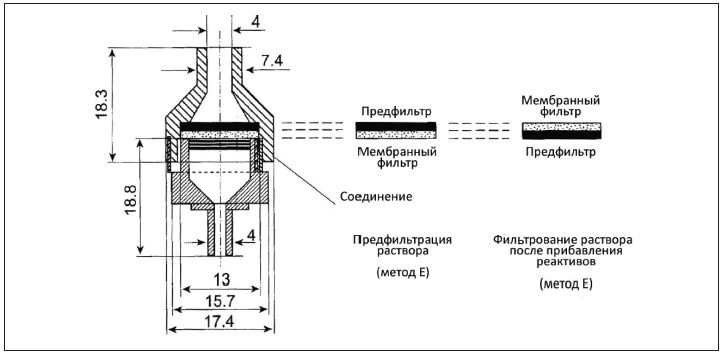 4
7.4
18.3
18.8
4
13
15.7
17.4
Соединение
Предфильтр
Мембранный
фильтр
Мембранный
фильтр
Предфильтр
Предфильтрация
раствора
(метод Е)
Фильтрование раствора
после прибавления
реактивов
(метод Е)